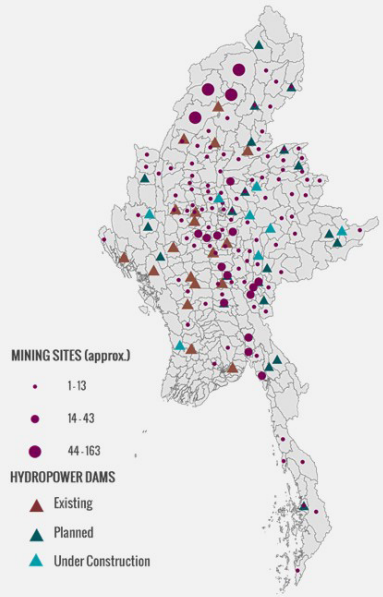 MINING SITES (approx.)
1 - 13
14 - 43
44 - 163
HYDROPOWER DAMS
Existing
Planned
Under Construction